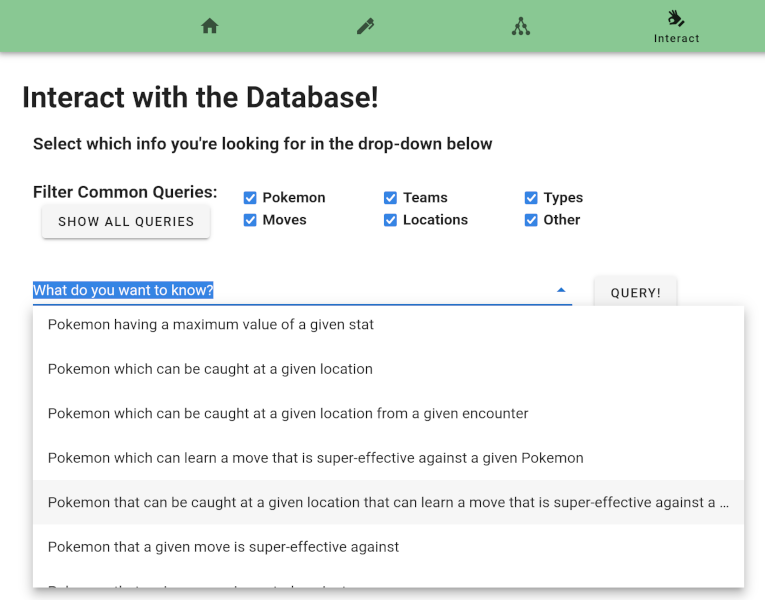 Interact
Interact with the Database!
Select which info you're looking for in the drop-down below
Filter Common Queries:
SHOW ALL QUERIES
Pokemon
Teams
Types
Moves
Locations
Other
What do you want to know?
QUERY!
Pokemon having a maximum value of a given stat
Pokemon which can be caught at a given location
Pokemon which can be caught at a given location from a given encounter
Pokemon which can learn a move that is super-effective against a given Pokemon
Pokemon that can be caught at a given location that can learn a move that is super-effective against a ...
Pokemon that a given move is super-effective against